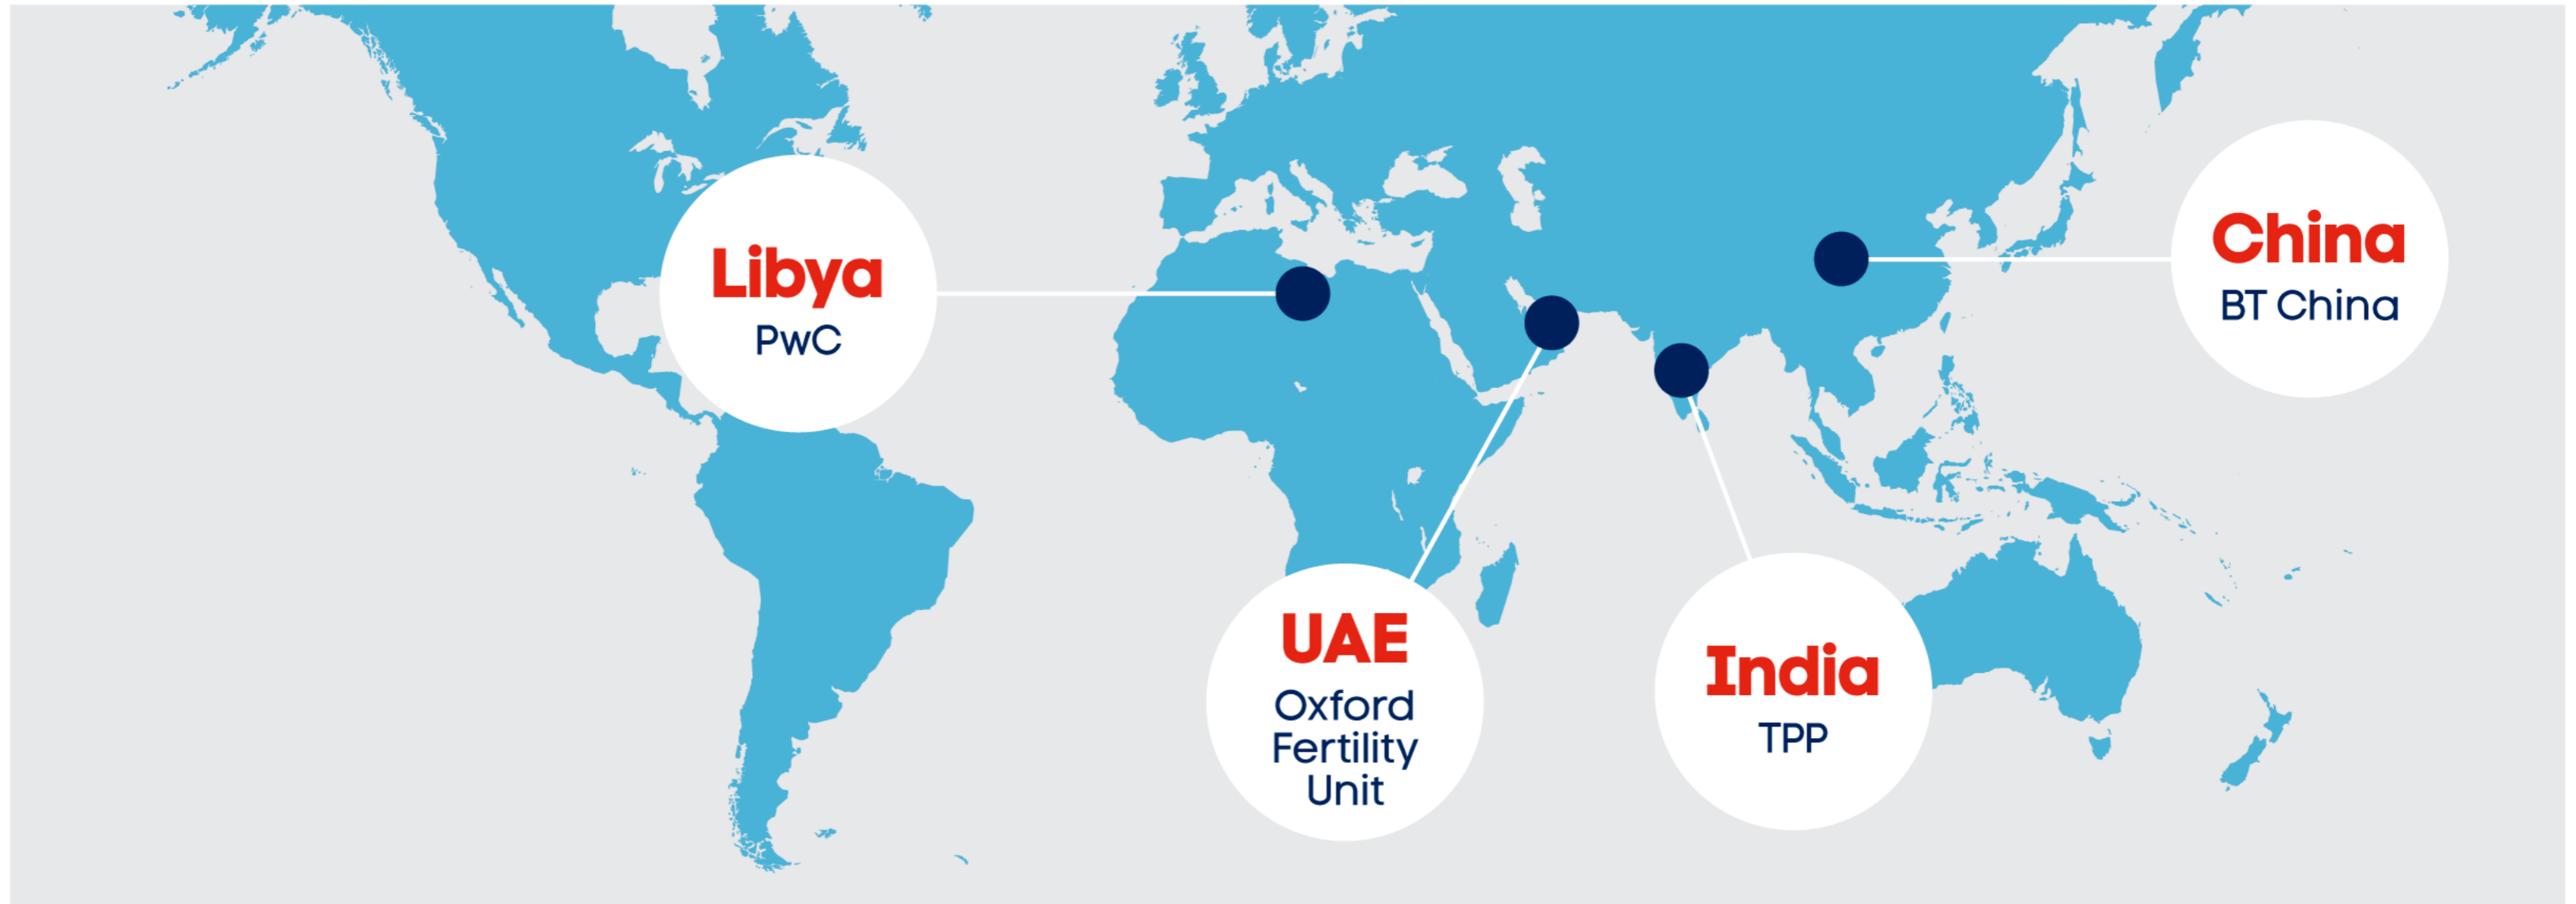 Libya
PwC
China
BT China
UAE
Oxford
Fertility
Unit
India
TPP